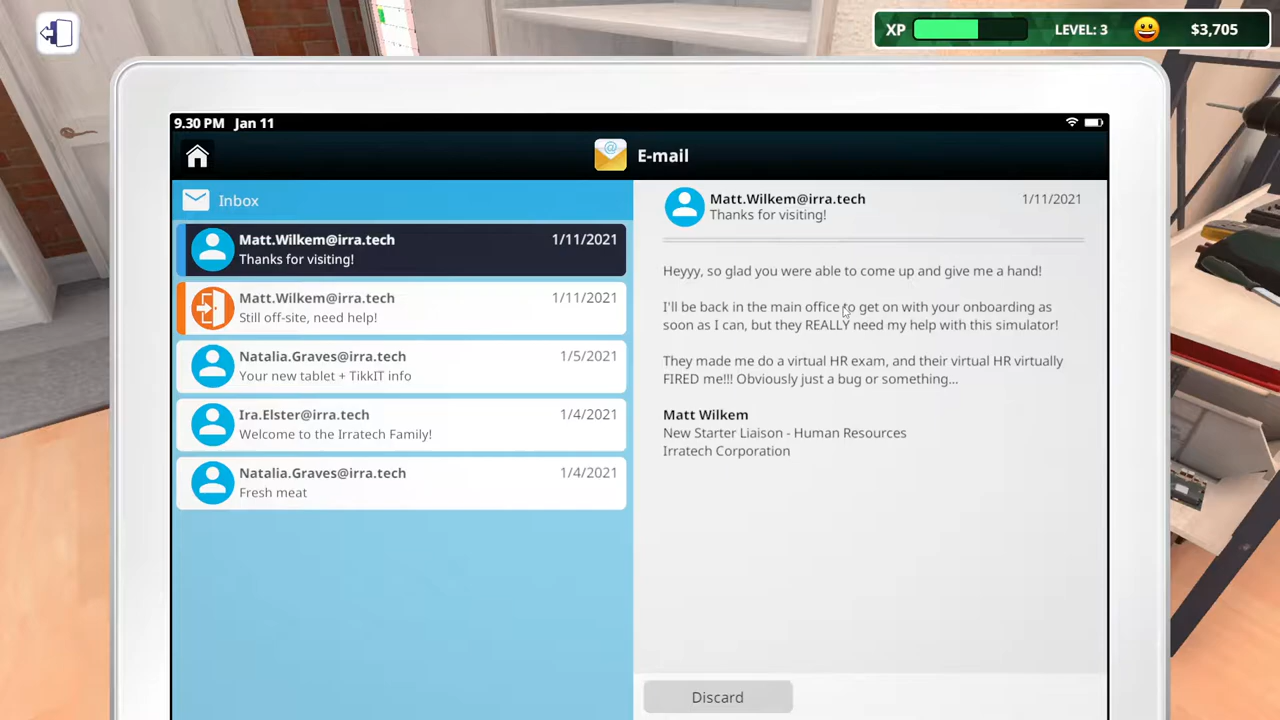 XP
LEVEL: 3
$3,705
9.30 PM Jan 11
E-mail
Inbox
Matt.Wilkem@irra.tech 1/11/2021
Thanks for visiting!
Matt.Wilkem@irra.tech 1/11/2021
Still off-site, need help!
Natalia.Graves@irra.tech 1/5/2021
Your new tablet + TikkIT info
Ira.Elster@irra.tech 1/4/2021
Welcome to the Irratech Family!
Natalia.Graves@irra.tech 1/4/2021
Fresh meat
Matt.Wilkem@irra.tech 1/11/2021
Thanks for visiting!
Heyyy, so glad you were able to come up and give me a hand!
I'll be back in the main office to get on with your onboarding as
soon as I can, but they REALLY need my help with this simulator!
They made me do a virtual HR exam, and their virtual HR virtually
FIRED me!!! Obviously just a bug or something...
Matt Wilkem
New Starter Liaison - Human Resources
Irratech Corporation
Discard